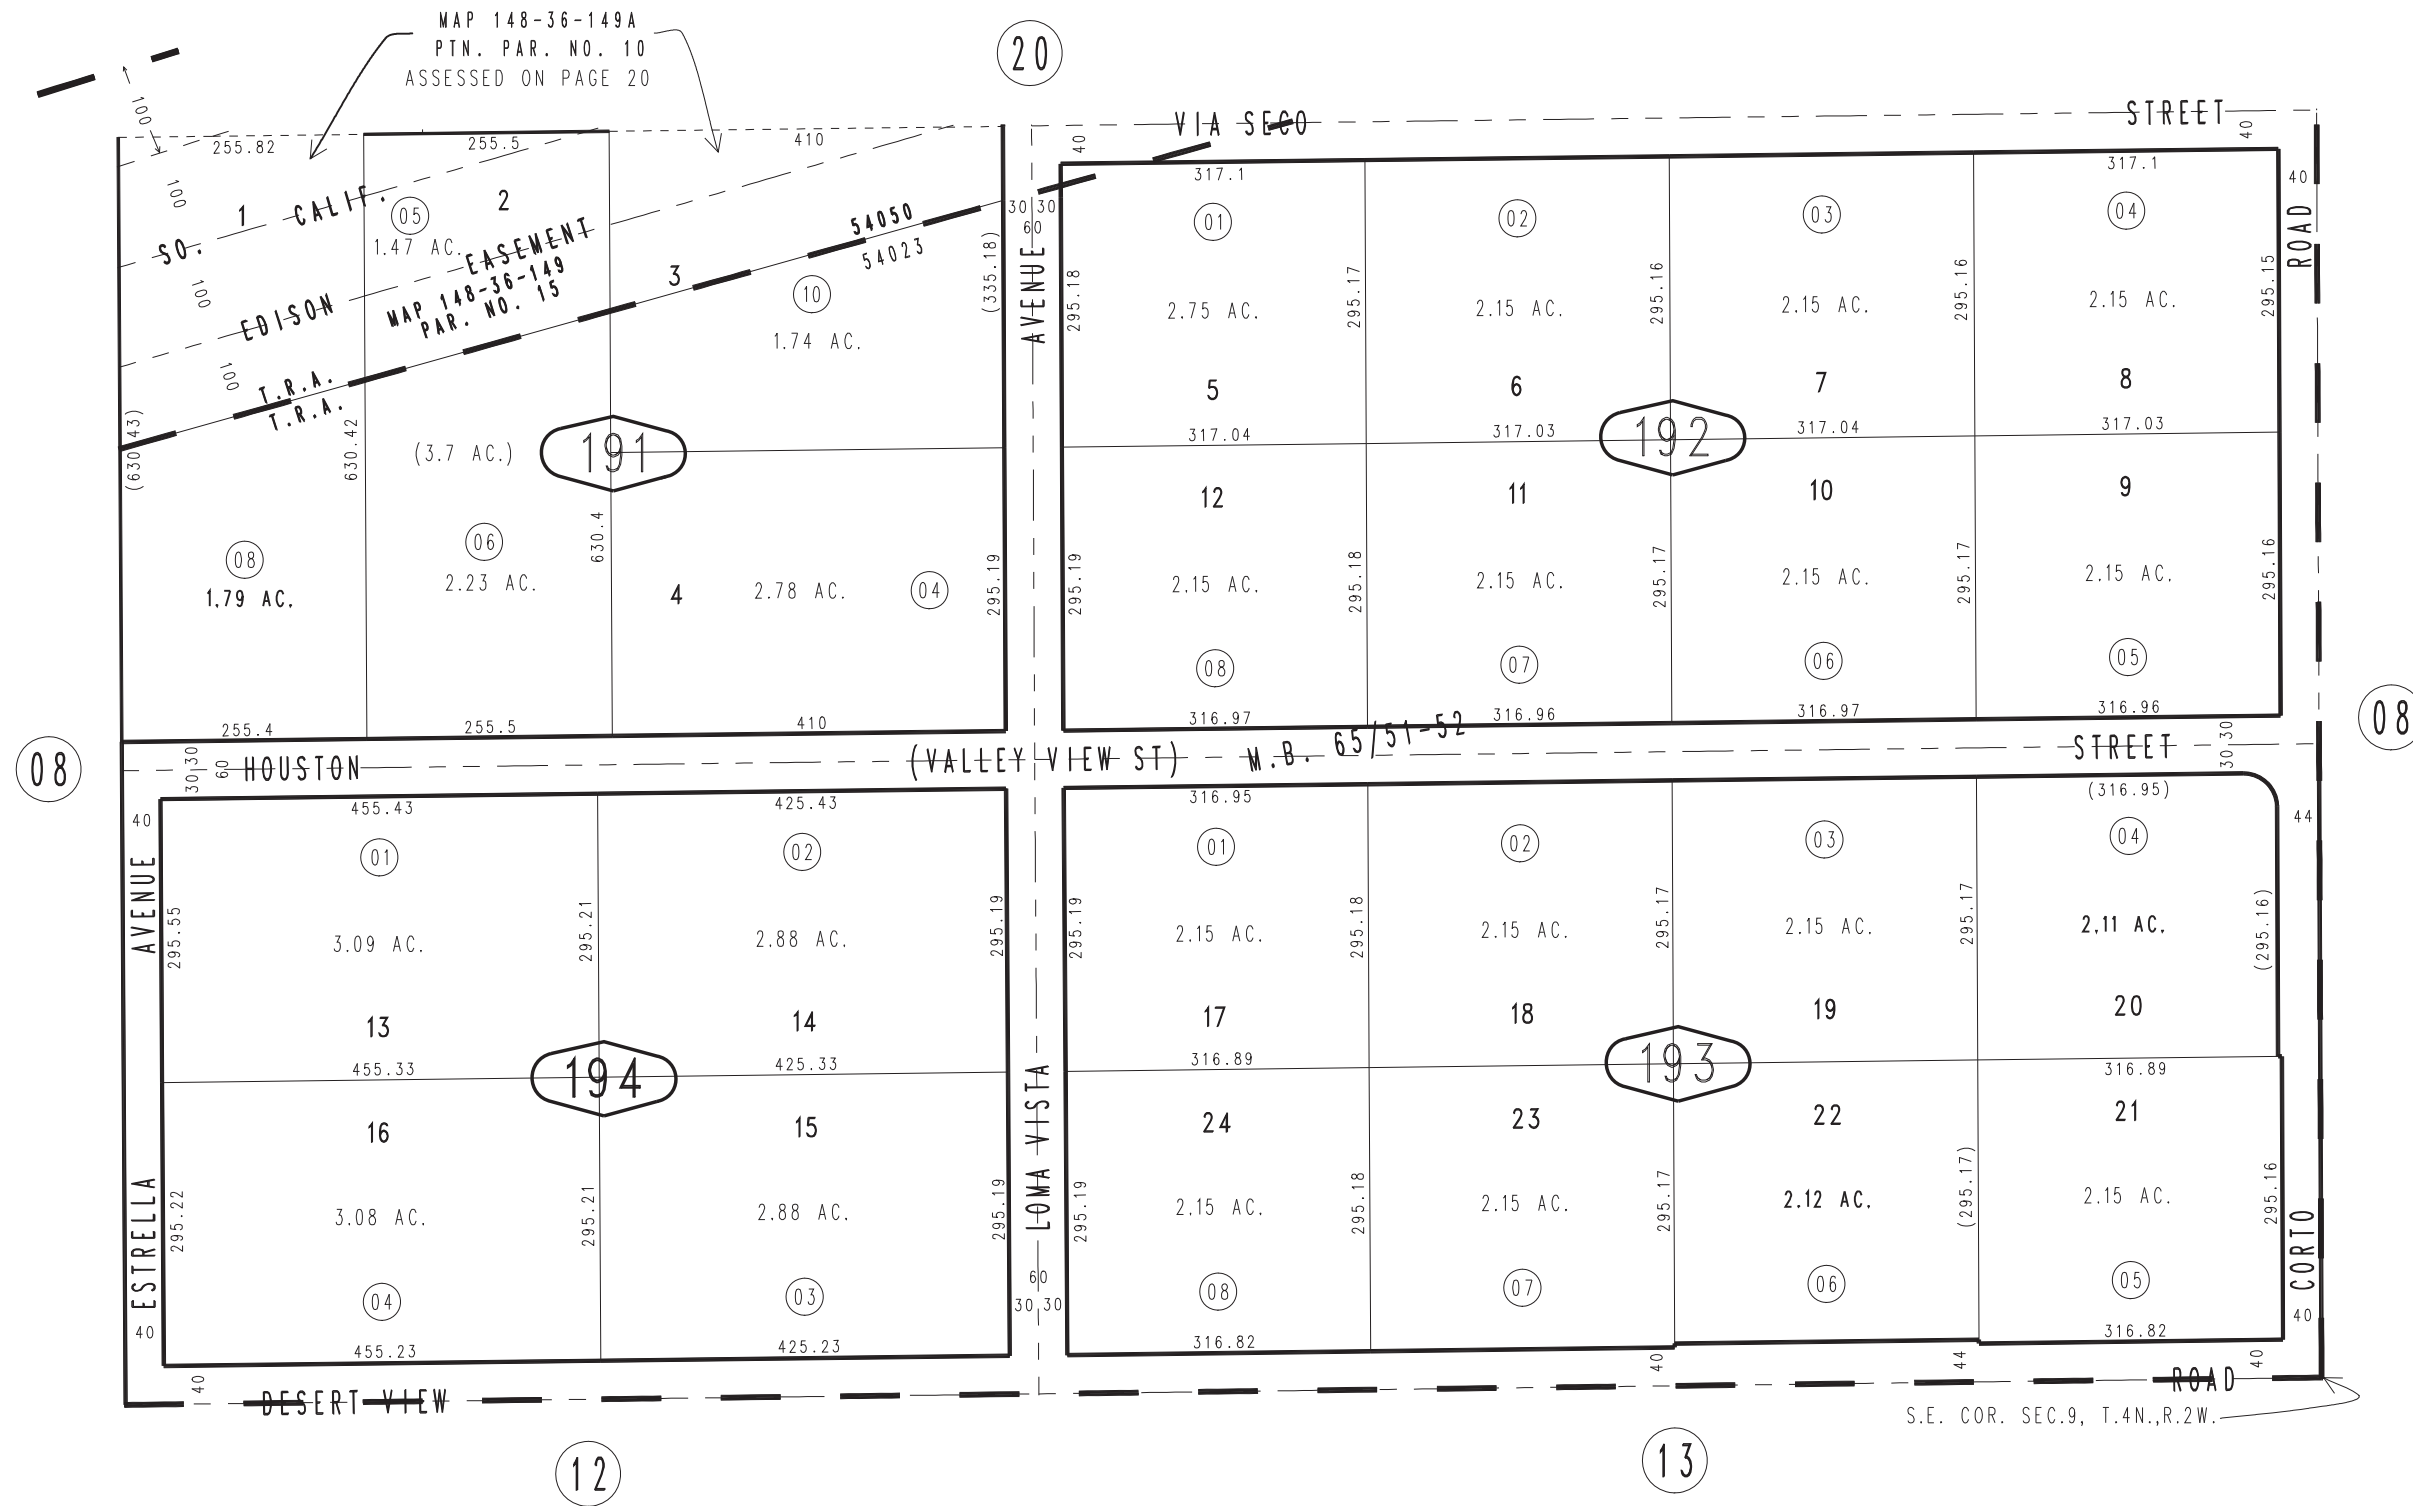 MAP 148-36-149A
PTN. PAR. NO. 10
ASSESSED ON PAGE 20
20
VIA SECO
STREET
100
100
100
100
255.82
255.5
410
1
2
3
4
SO. CALIF.
EDISON EASEMENT
MAP 148-36-149
PAR. NO. 15
05
1.47 AC.
54050
54023
T.R.A.
T.R.A.
10
1.74 AC.
(335.18)
(630.43)
630.42
630.4
(3.7 AC.)
191
08
1.79 AC.
06
2.23 AC.
2.78 AC.
04
295.19
255.4
255.5
410
30 30
60
AVENUE
40
40
40
ROAD
317.1
317.1
01
02
03
04
295.18
295.17
295.16
295.16
295.15
2.75 AC.
2.15 AC.
2.15 AC.
2.15 AC.
5
6
7
8
317.04
317.03
317.04
317.03
192
12
11
10
9
295.19
295.18
295.17
295.17
295.16
2.15 AC.
2.15 AC.
2.15 AC.
2.15 AC.
08
07
06
05
316.97
316.96
316.97
316.96
08
08
30 30
60
HOUSTON
(VALLEY VIEW ST)
M.B. 65/51-52
STREET
30 30
40
455.43
425.43
01
02
AVENUE
295.55
295.21
295.19
3.09 AC.
2.88 AC.
13
14
455.33
425.33
194
16
15
ESTRELLA
295.22
295.21
295.19
3.08 AC.
2.88 AC.
04
03
40
455.23
425.23
LOMA VISTA
60
30 30
316.95
(316.95)
44
01
02
03
04
295.19
295.18
295.17
295.17
(295.16)
2.15 AC.
2.15 AC.
2.15 AC.
2.11 AC.
17
18
19
20
316.89
316.89
193
24
23
22
21
295.19
295.18
295.17
(295.17)
295.16
2.15 AC.
2.15 AC.
2.12 AC.
2.15 AC.
08
07
06
05
CORTO
40
316.82
316.82
40
40
44
40
DESERT VIEW
ROAD
S.E. COR. SEC.9, T.4N.,R.2W.
12
13